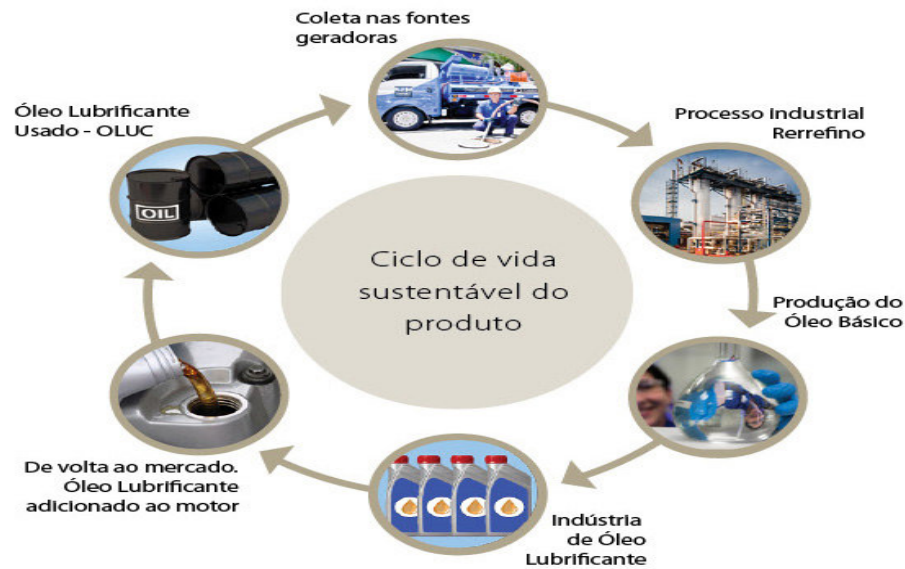 Coleta nas fontes
geradoras
Processo Industrial
Rerrefino
Produção do
Óleo Básico
Indústria
de Óleo
Lubrificante
De volta ao mercado.
Óleo Lubrificante
adicionado ao motor
Óleo Lubrificante
Usado - OLUC
OIL
Ciclo de vida
sustentável do
produto